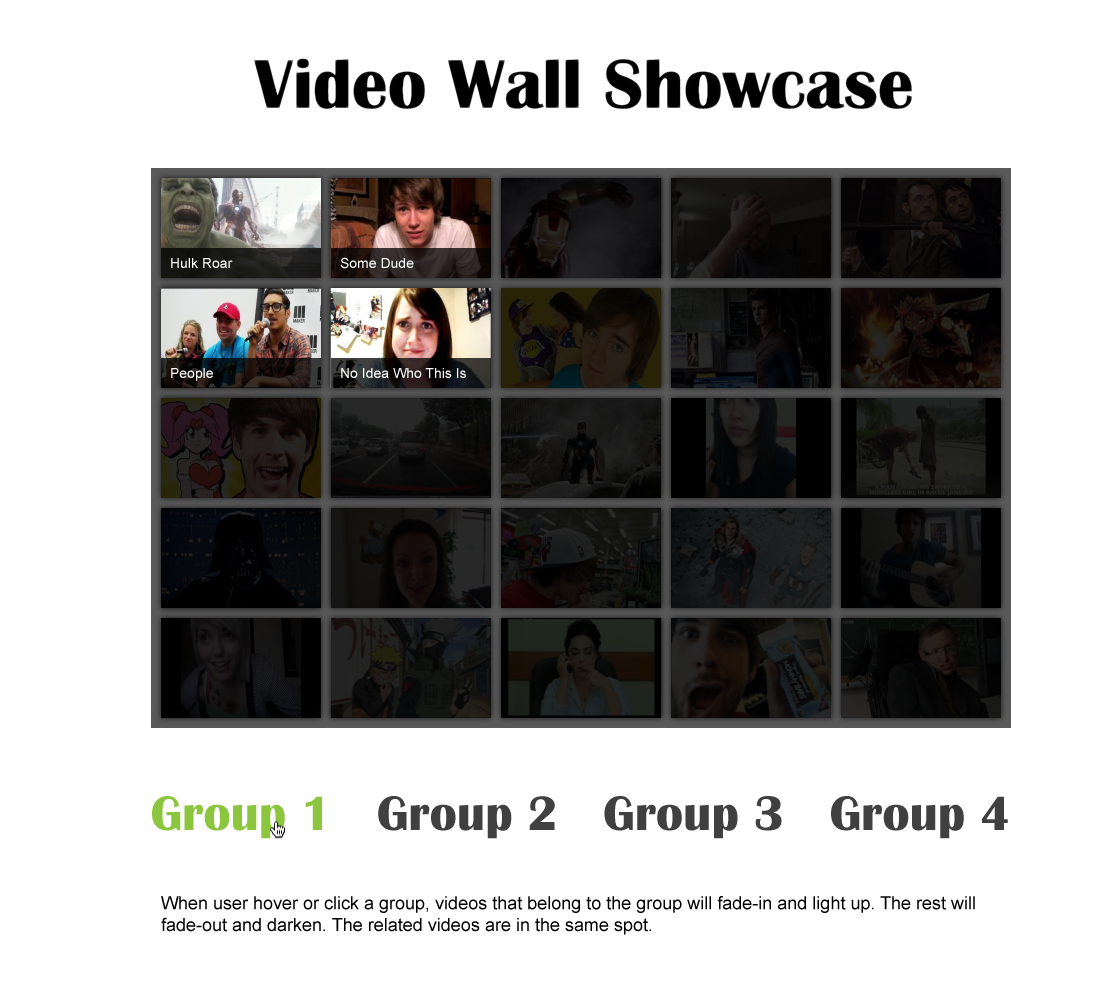 Video Wall Showcase
Hulk Roar
Some Dude
MAKER
People
No Idea Who This Is
Group 1
Group 2
Group 3
Group 4
When user hover or click a group, videos that belong to the group will fade-in and light up. The rest will
fade-out and darken. The related videos are in the same spot.